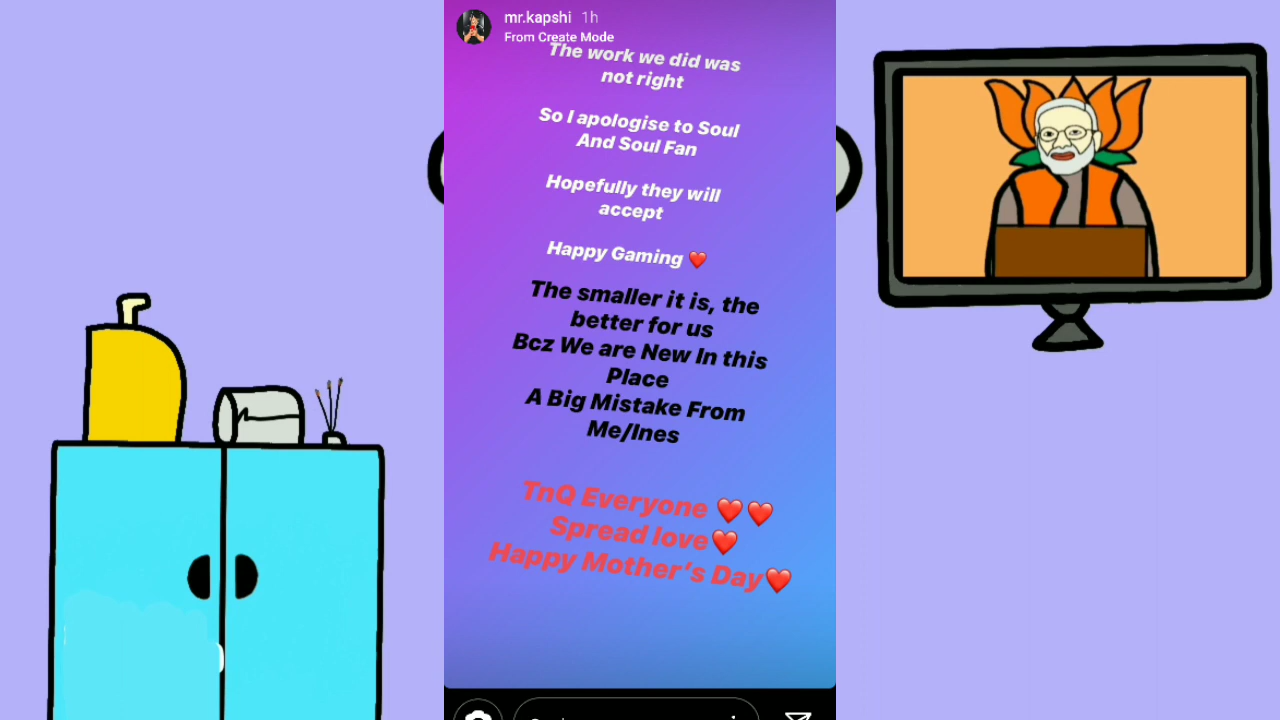 mr.kapshi 1h
From Create Mode
The work we did was
not right
So I apologise to Soul
And Soul Fan
Hopefully they will
accept
Happy Gaming ❤️
The smaller it is, the
better for us
Bcz We are New In this
Place
A Big Mistake From
Me/Ines
TnQ Everyone ❤️❤️
Spread love❤️
Happy Mother's Day❤️